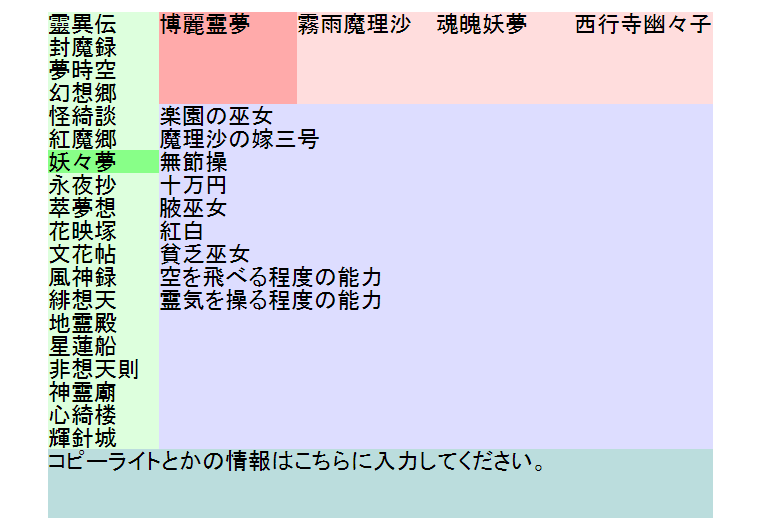 靈異伝
封魔録
夢時空
幻想郷
怪綺談
紅魔郷
妖々夢
永夜抄
萃夢想
花映塚
文花帖
風神録
緋想天
地霊殿
星蓮船
非想天則
神霊廟
心綺楼
輝針城
博麗霊夢 霧雨魔理沙 魂魄妖夢 西行寺幽々子
楽園の巫女
魔理沙の嫁三号
無節操
十万円
腋巫女
紅白
貧乏巫女
空を飛べる程度の能力
霊気を操る程度の能力
コピーライトとかの情報はこちらに入力してください。